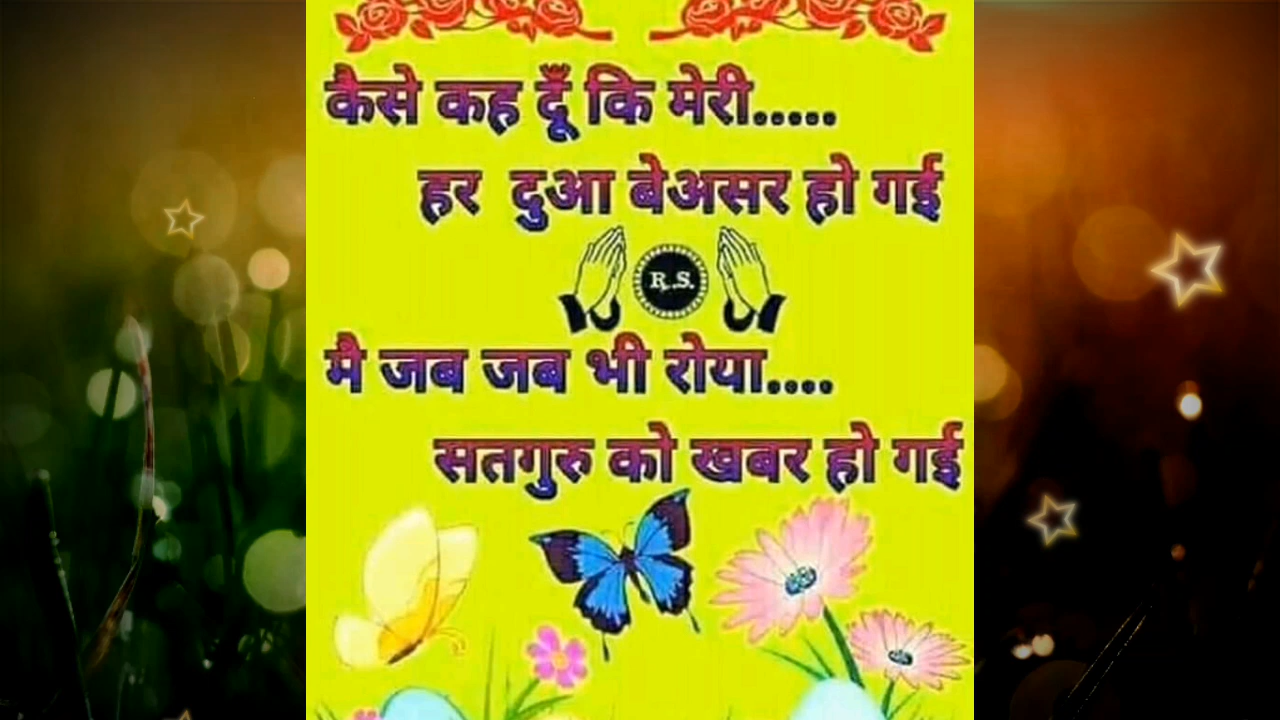 कैसे कह दूँ कि मेरी.....
हर दुआ बेअसर हो गई
R.S.
मै जब जब भी रोया....
सतगुरु को खबर हो गई